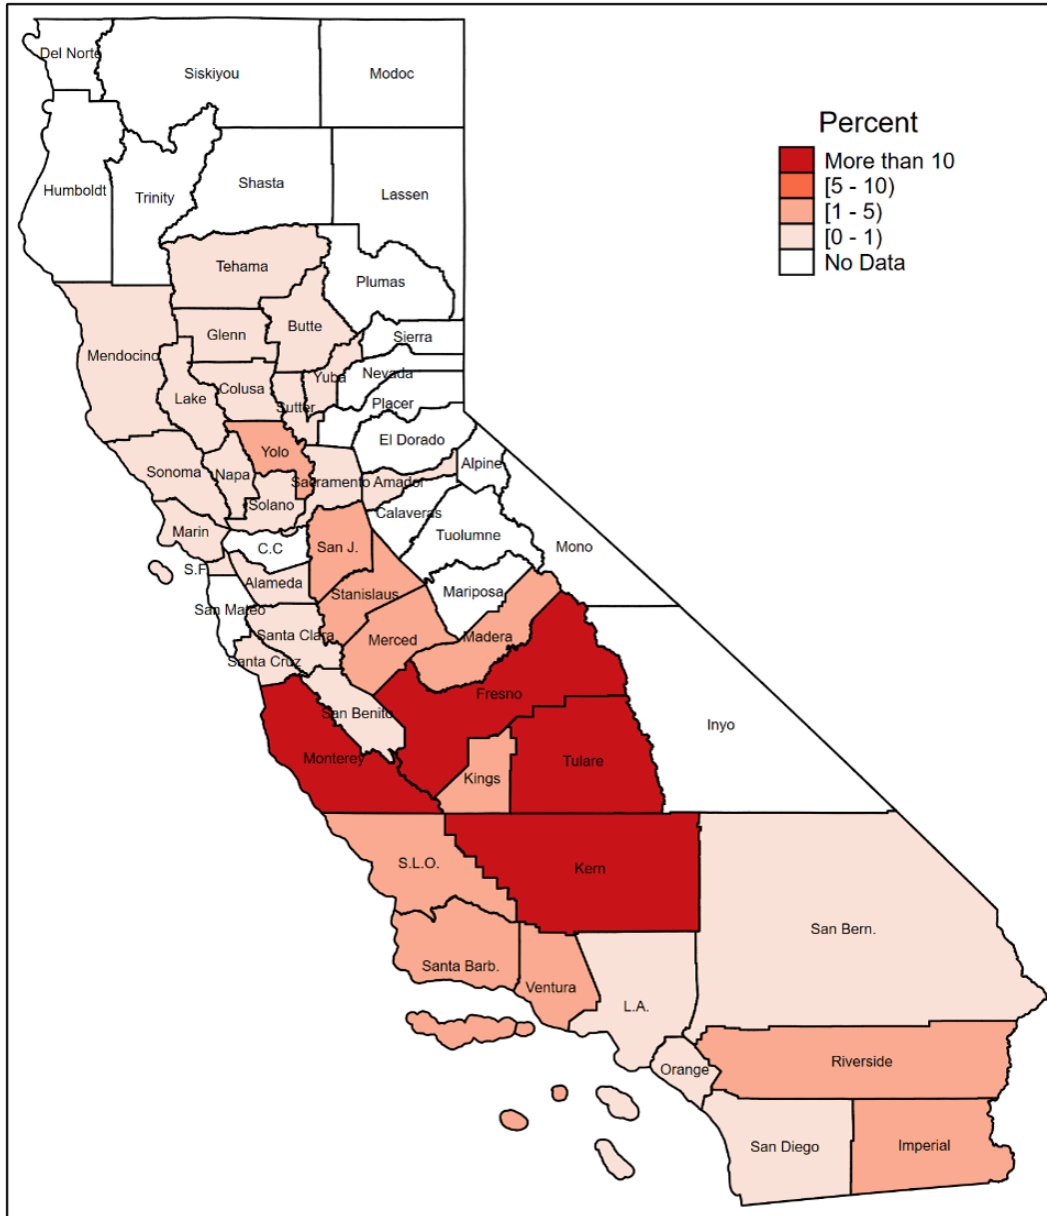 Del Norte
Siskiyou
Modoc
Percent
More than 10
[5 - 10)
[1 - 5)
[0 - 1)
No Data
Humboldt
Trinity
Shasta
Lassen
Tehama
Plumas
Mendocino
Glenn
Butte
Sierra
Lake
Colusa
Sutter
Yuba
Nevada
Placer
El Dorado
Sonoma
Napa
Yolo
Sacramento
Amador
Alpine
Solano
Calaveras
Marin
C.C
San J.
Tuolumne
Mono
S.F.
Alameda
Stanislaus
Mariposa
San Mateo
Santa Clara
Merced
Madera
Santa Cruz
Fresno
San Benito
Inyo
Monterey
Kings
Tulare
S.L.O.
Kern
San Bern.
Santa Barb.
Ventura
L.A.
Orange
Riverside
San Diego
Imperial